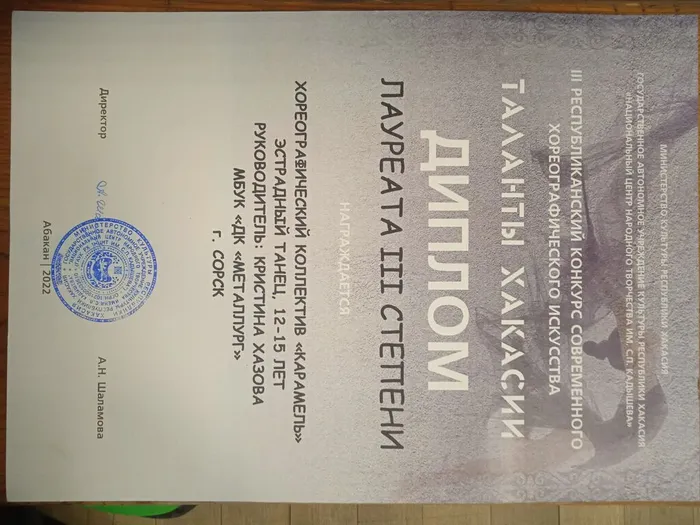 МИНИСТЕРСТВО КУЛЬТУРЫ РЕСПУБЛИКИ ХАКАСИЯ
ГОСУДАРСТВЕННОЕ АВТОНОМНОЕ УЧРЕЖДЕНИЕ КУЛЬТУРЫ РЕСПУБЛИКИ ХАКАСИЯ
«НАЦИОНАЛЬНЫЙ ЦЕНТР НАРОДНОГО ТВОРЧЕСТВА ИМ. С.П. КАДЫШЕВА»
III РЕСПУБЛИКАНСКИЙ КОНКУРС СОВРЕМЕННОГО
ХОРЕОГРАФИЧЕСКОГО ИСКУССТВА
ТАЛАНТЫ ХАКАСИИ
ДИПЛОМ
ЛАУРЕАТА III СТЕПЕНИ
НАГРАЖДАЕТСЯ
ХОРЕОГРАФИЧЕСКИЙ КОЛЛЕКТИВ «КАРАМЕЛЬ»
ЭСТРАДНЫЙ ТАНЕЦ, 12-15 ЛЕТ
РУКОВОДИТЕЛЬ: КРИСТИНА ХАЗОВА
МБУК «ДК «МЕТАЛЛУРГ»
Г. СОРСК
Директор А.Н. Шаламова
Абакан | 2022